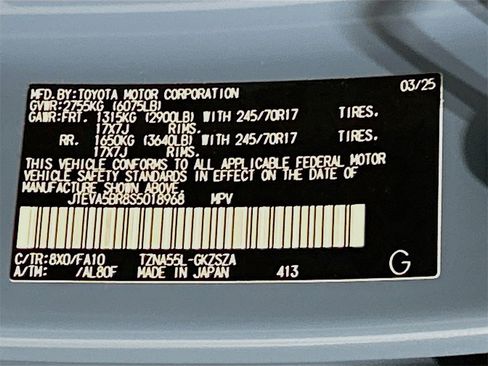 MFD.BY:TOYOTA MOTOR CORPORATION 03/25
GVWR:2755KG (6075LB)
GAWR:FRT. 1315KG (2900LB) WITH 245/70R17 TIRES.
17X7J RIMS.
RR. 1650KG (3640LB) WITH 245/70R17 TIRES.
17X7J RIMS.
THIS VEHICLE CONFORMS TO ALL APPLICABLE FEDERAL MOTOR
VEHICLE SAFETY STANDARDS IN EFFECT ON THE DATE OF
MANUFACTURE SHOWN ABOVE.
JTEVA5BR8S5018968 MPV
C/TR:8X0/FA10 TZNA55L-GKZSZA
A/TM: /AL80F MADE IN JAPAN 413 G